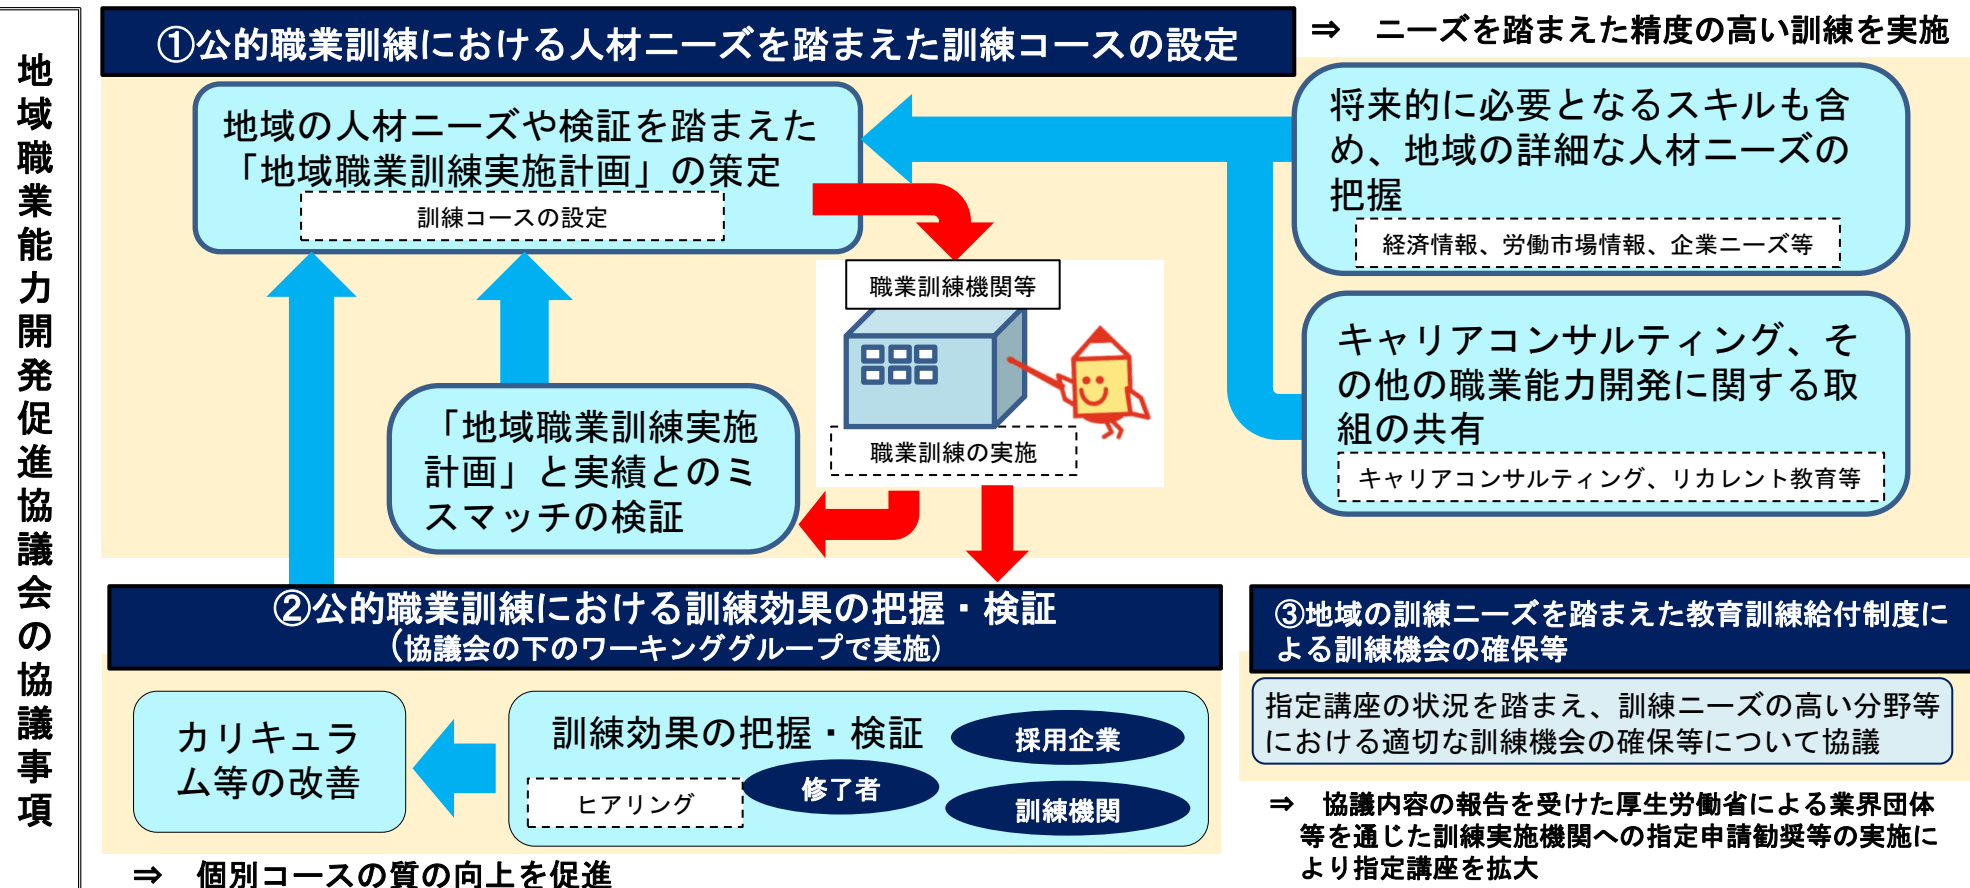 地域職業能力開発促進協議会の協議事項
①公的職業訓練における人材ニーズを踏まえた訓練コースの設定
⇒　ニーズを踏まえた精度の高い訓練を実施
地域の人材ニーズや検証を踏まえた
「地域職業訓練実施計画」の策定
訓練コースの設定
将来的に必要となるスキルも含
め、地域の詳細な人材ニーズの
把握
経済情報、労働市場情報、企業ニーズ等
職業訓練機関等
職業訓練の実施
キャリアコンサルティング、そ
の他の職業能力開発に関する取
組の共有
キャリアコンサルティング、リカレント教育等
「地域職業訓練実施
計画」と実績とのミ
スマッチの検証
②公的職業訓練における訓練効果の把握・検証
（協議会の下のワーキンググループで実施）
カリキュラ
ム等の改善
訓練効果の把握・検証
ヒアリング
採用企業
修了者
訓練機関
⇒　個別コースの質の向上を促進
③地域の訓練ニーズを踏まえた教育訓練給付制度に
よる訓練機会の確保等
指定講座の状況を踏まえ、訓練ニーズの高い分野等
における適切な訓練機会の確保等について協議
⇒　協議内容の報告を受けた厚生労働省による業界団体
等を通じた訓練実施機関への指定申請勧奨等の実施に
より指定講座を拡大